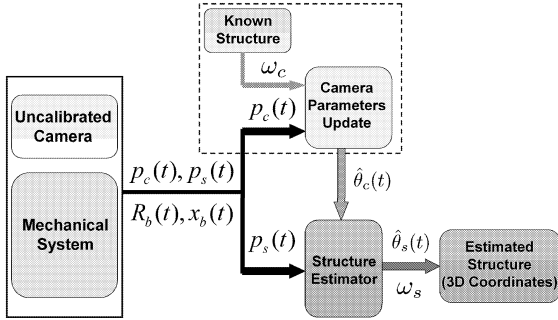 Known
Structure
ω_c
Uncalibrated
Camera
p_c(t)
Camera
Parameters
Update
p_c(t), p_s(t)
θ̂_c(t)
R_b(t), x_b(t)
Mechanical
System
p_s(t)
Structure
Estimator
θ̂_s(t)
ω_s
Estimated
Structure
(3D Coordinates)